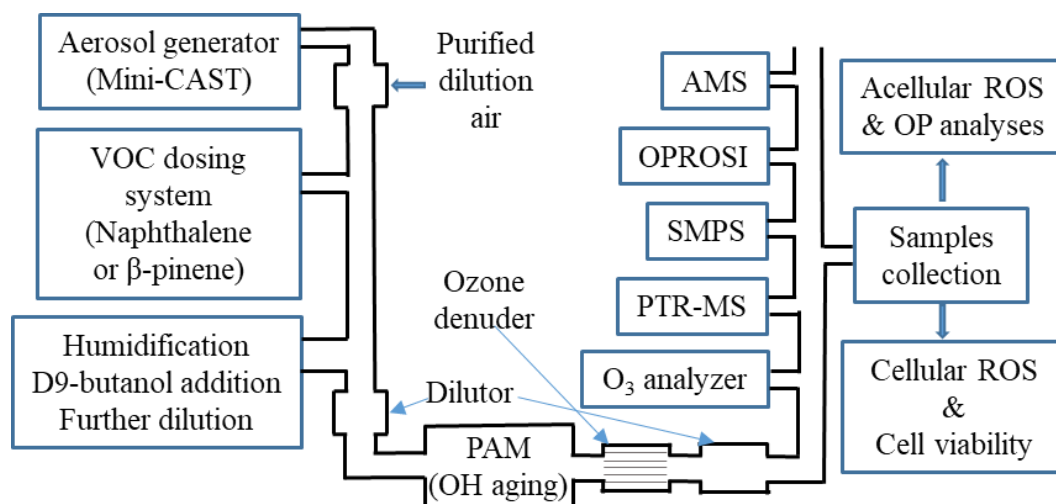 Aerosol generator
(Mini-CAST)
Purified
dilution
air
VOC dosing
system
(Naphthalene
or β-pinene)
Humidification
D9-butanol addition
Further dilution
Dilutor
PAM
(OH aging)
Ozone
denuder
AMS
OPROSI
SMPS
PTR-MS
O₃ analyzer
Acellular ROS
& OP analyses
Samples
collection
Cellular ROS
&
Cell viability